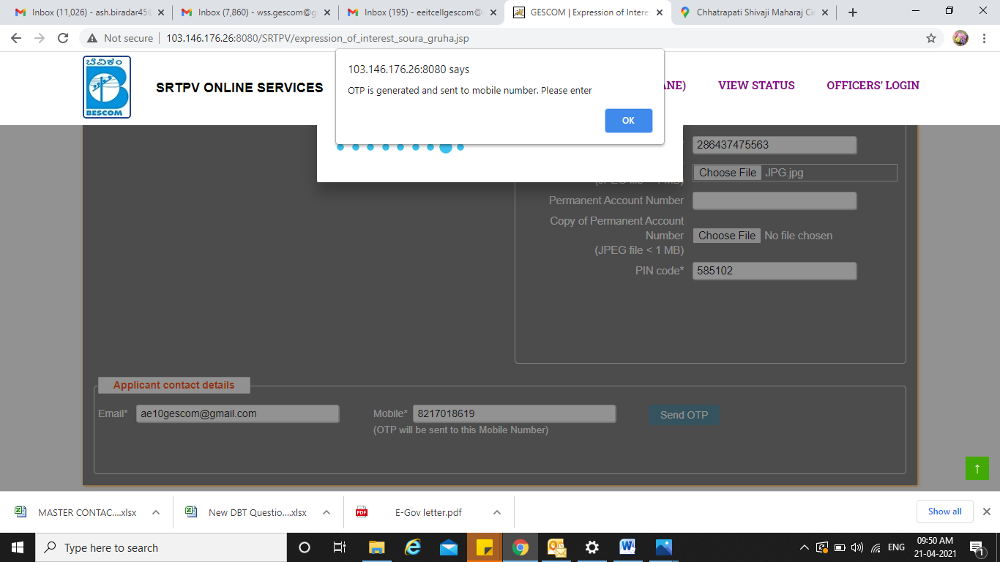 Inbox (11,026) - ash.biradar45@
Inbox (7,860) - wss.gescom@g
Inbox (195) - eeitcellgescom@
GESCOM | Expression of Intere
Chhatrapati Shivaji Maharaj Cir
Not secure
103.146.176.26:8080/SRTPV/expression_of_interest_soura_gruha.jsp
ಬೆವಿಕಂ
BESCOM
SRTPV ONLINE SERVICES
ANE)
VIEW STATUS
OFFICERS' LOGIN
103.146.176.26:8080 says
OTP is generated and sent to mobile number. Please enter
OK
286437475563
Choose File JPG.jpg
Permanent Account Number
Copy of Permanent Account
Number
Choose File No file chosen
(JPEG file < 1 MB)
PIN code* 585102
Applicant contact details
Email* ae10gescom@gmail.com
Mobile* 8217018619
Send OTP
(OTP will be sent to this Mobile Number)
MASTER CONTAC....xlsx
New DBT Questio....xlsx
PDF
E-Gov letter.pdf
Show all
Type here to search
ENG
09:50 AM
21-04-2021
1